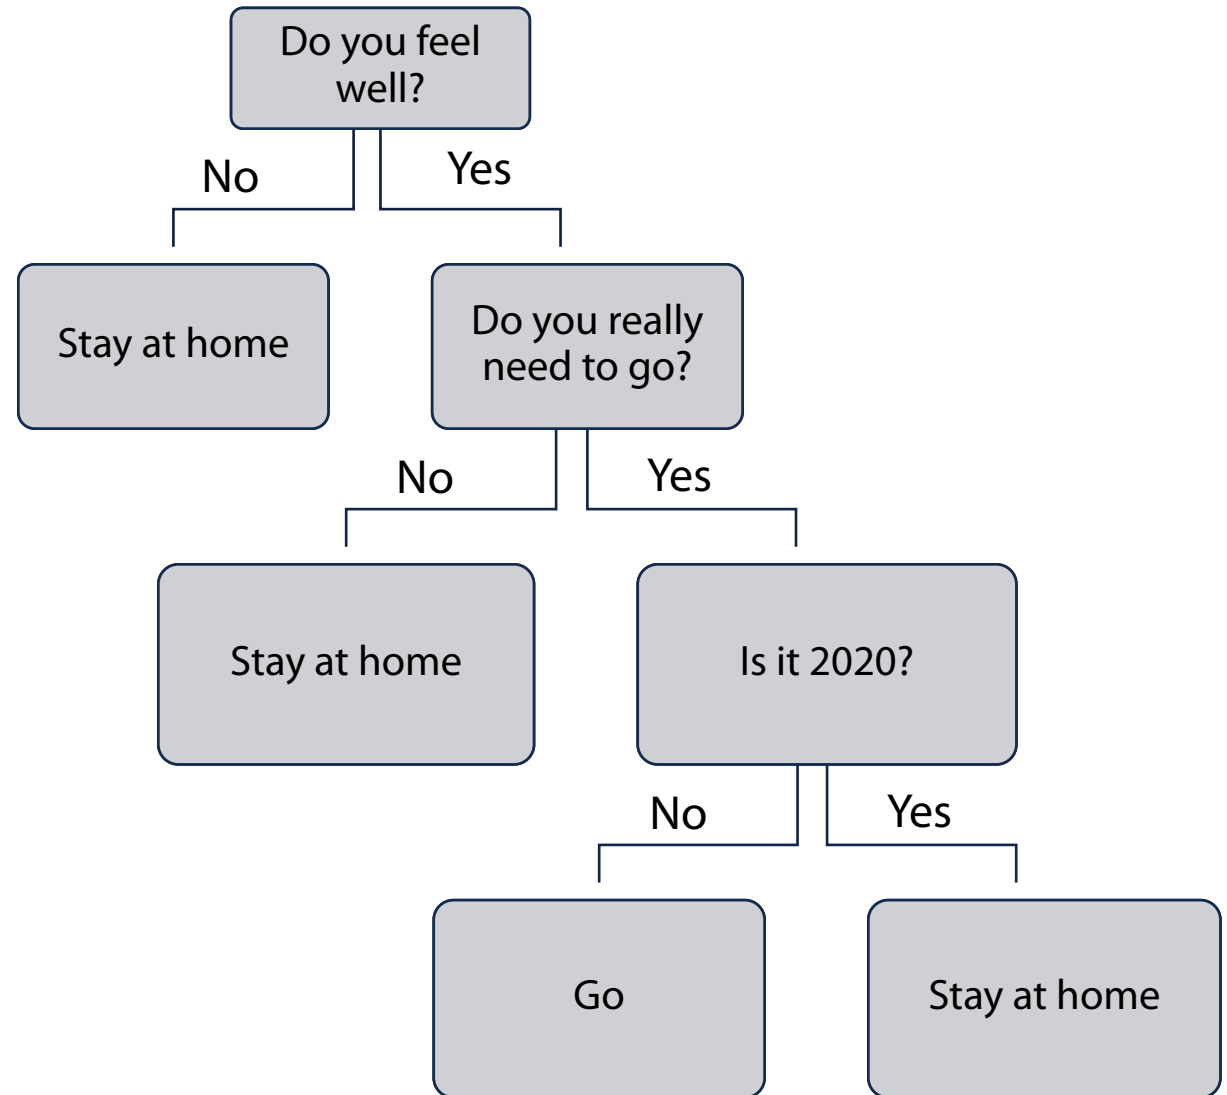 Do you feel
well?
No
Yes
Stay at home
Do you really
need to go?
No
Yes
Stay at home
Is it 2020?
No
Yes
Go
Stay at home